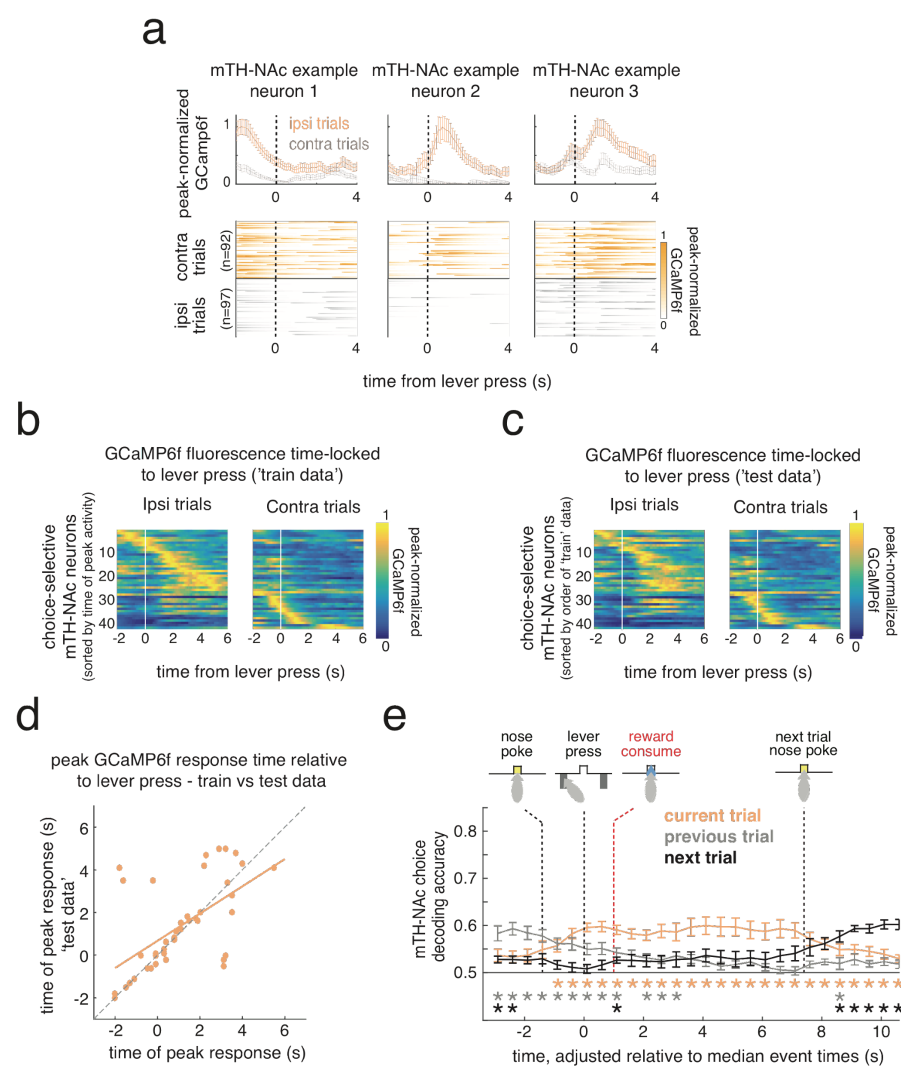 a
mTH-NAc example
neuron 1
mTH-NAc example
neuron 2
mTH-NAc example
neuron 3
peak-normalized
GCamp6f
1
0
ipsi trials
contra trials
0 4
0 4
0 4
contra
trials
(n=92)
ipsi
trials
(n=97)
0 4
0 4
0 4
1
0
peak-normalized
GCaMP6f
time from lever press (s)
b
GCaMP6f fluorescence time-locked
to lever press ('train data')
Ipsi trials
Contra trials
choice-selective
mTH-NAc neurons
(sorted by time of peak activity)
10
20
30
40
-2 0 2 4 6
-2 0 2 4 6
1
0
peak-normalized
GCaMP6f
time from lever press (s)
c
GCaMP6f fluorescence time-locked
to lever press ('test data')
Ipsi trials
Contra trials
choice-selective
mTH-NAc neurons
(sorted by order of 'train' data)
10
20
30
40
-2 0 2 4 6
-2 0 2 4 6
1
0
peak-normalized
GCaMP6f
time from lever press (s)
d
peak GCaMP6f response time relative
to lever press - train vs test data
time of peak response (s)
'test data'
6
4
2
0
-2
-2 0 2 4 6
time of peak response (s)
e
nose
poke
lever
press
reward
consume
next trial
nose poke
current trial
previous trial
next trial
mTH-NAc choice
decoding accuracy
0.8
0.7
0.6
0.5
-2 0 2 4 6 8 10
time, adjusted relative to median event times (s)